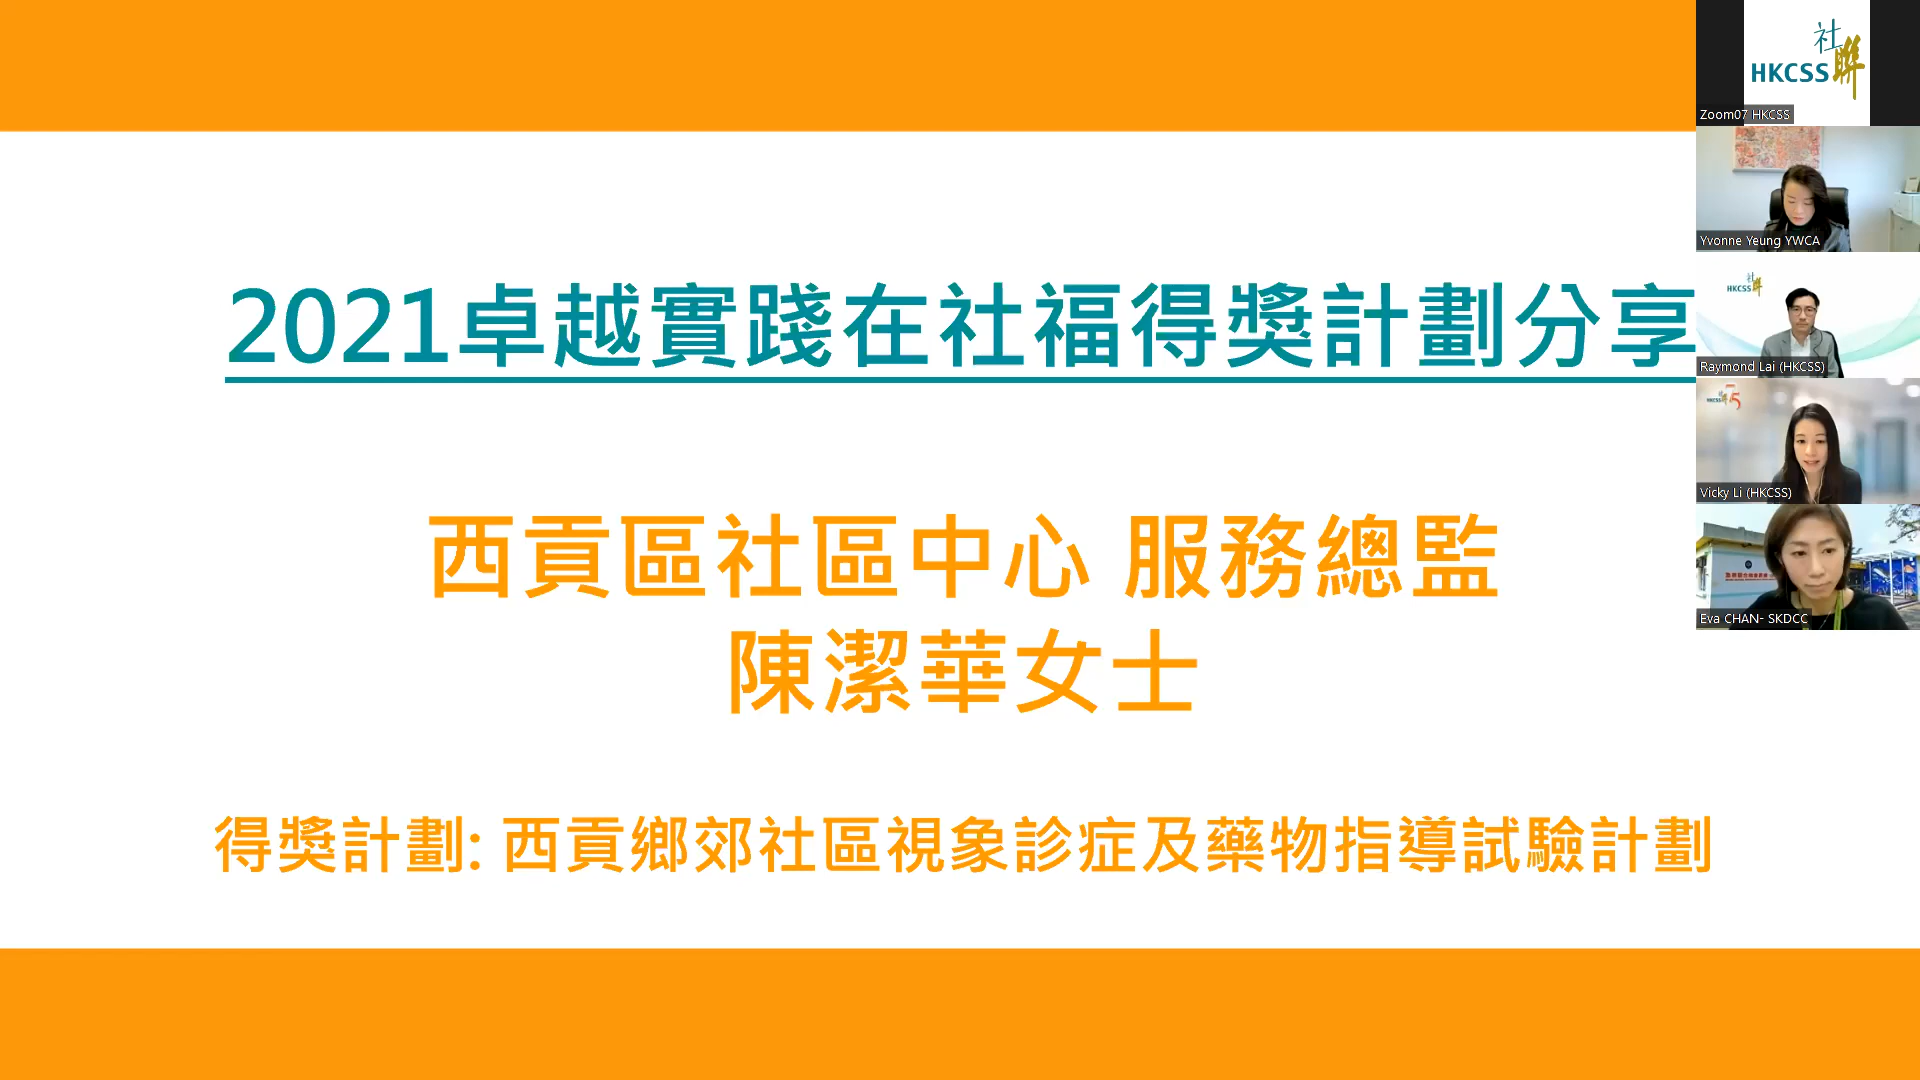 2021卓越實踐在社福得獎計劃分享
西貢區社區中心 服務總監
陳潔華女士
得獎計劃: 西貢鄉郊社區視象診症及藥物指導試驗計劃
社聯
HKCSS
Zoom07 HKCSS
Yvonne Yeung YWCA
HKCSS
Raymond Lai (HKCSS)
Vicky Li (HKCSS)
Eva CHAN- SKDCC